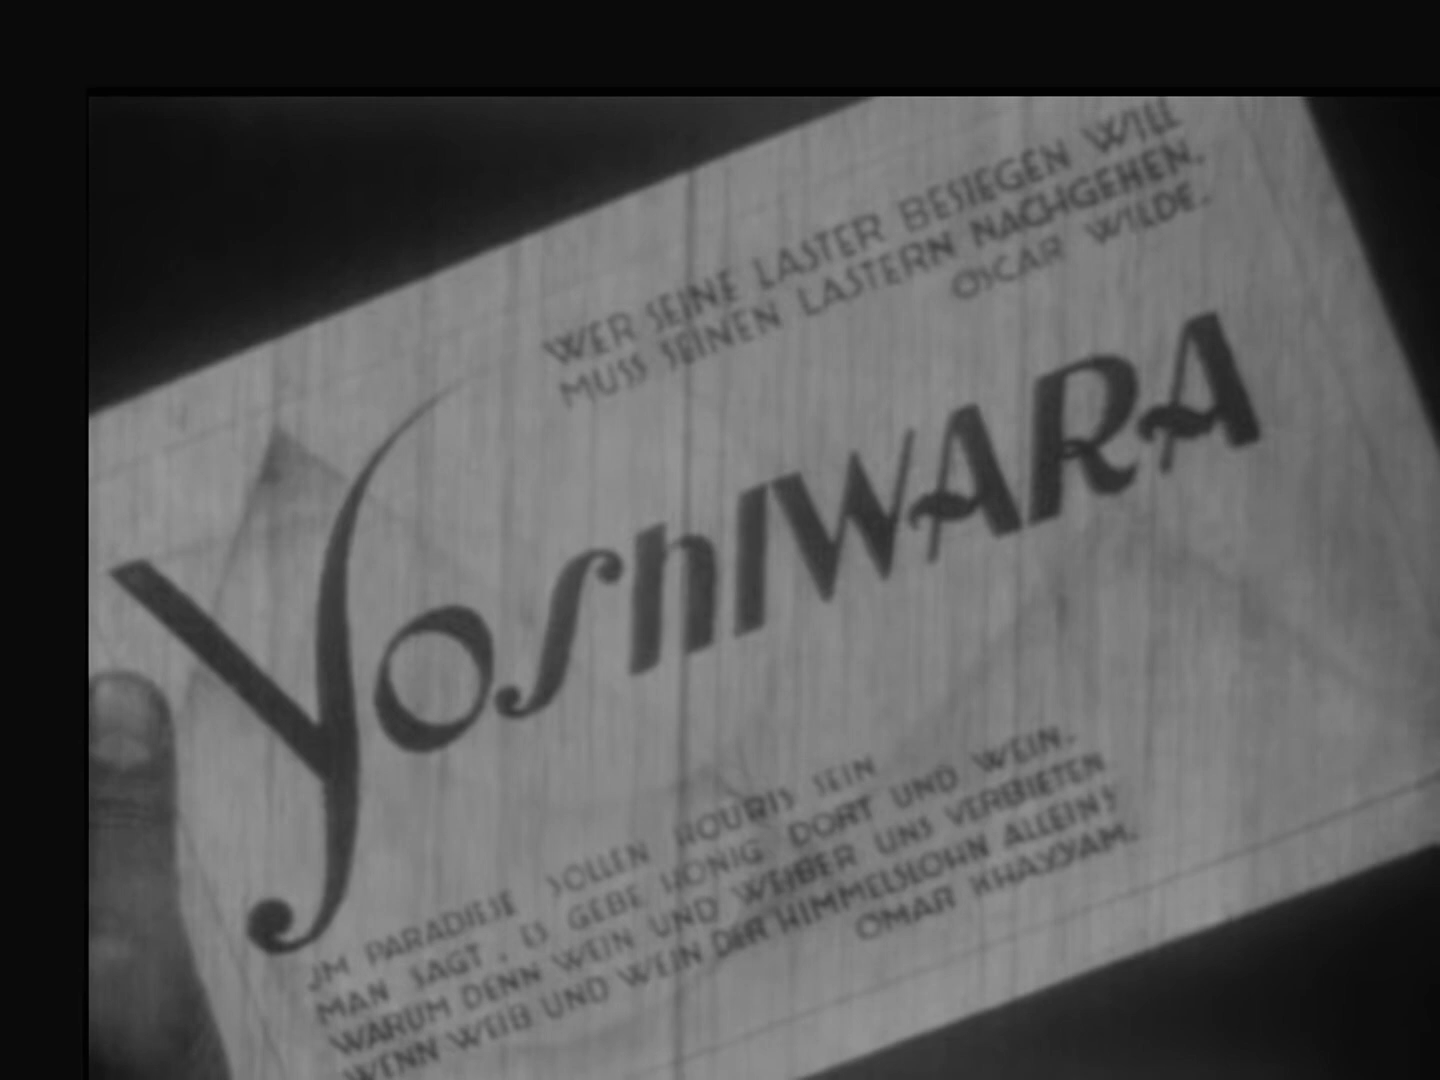 WER SEINE LASTER BESIEGEN WILL
MUSS SEINEN LASTERN NACHGEHEN.
OSCAR WILDE.
YoshIWARA
JM PARADIESE SOLLEN HOURIS SEIN
MAN SAGT, ES GEBE HONIG DORT UND WEIN.
WARUM DENN WEIN UND WEIBER UNS VERBIETEN
WENN WEIB UND WEIN DER HIMMELSLOHN ALLEINS
OMAR KHAYYAM.